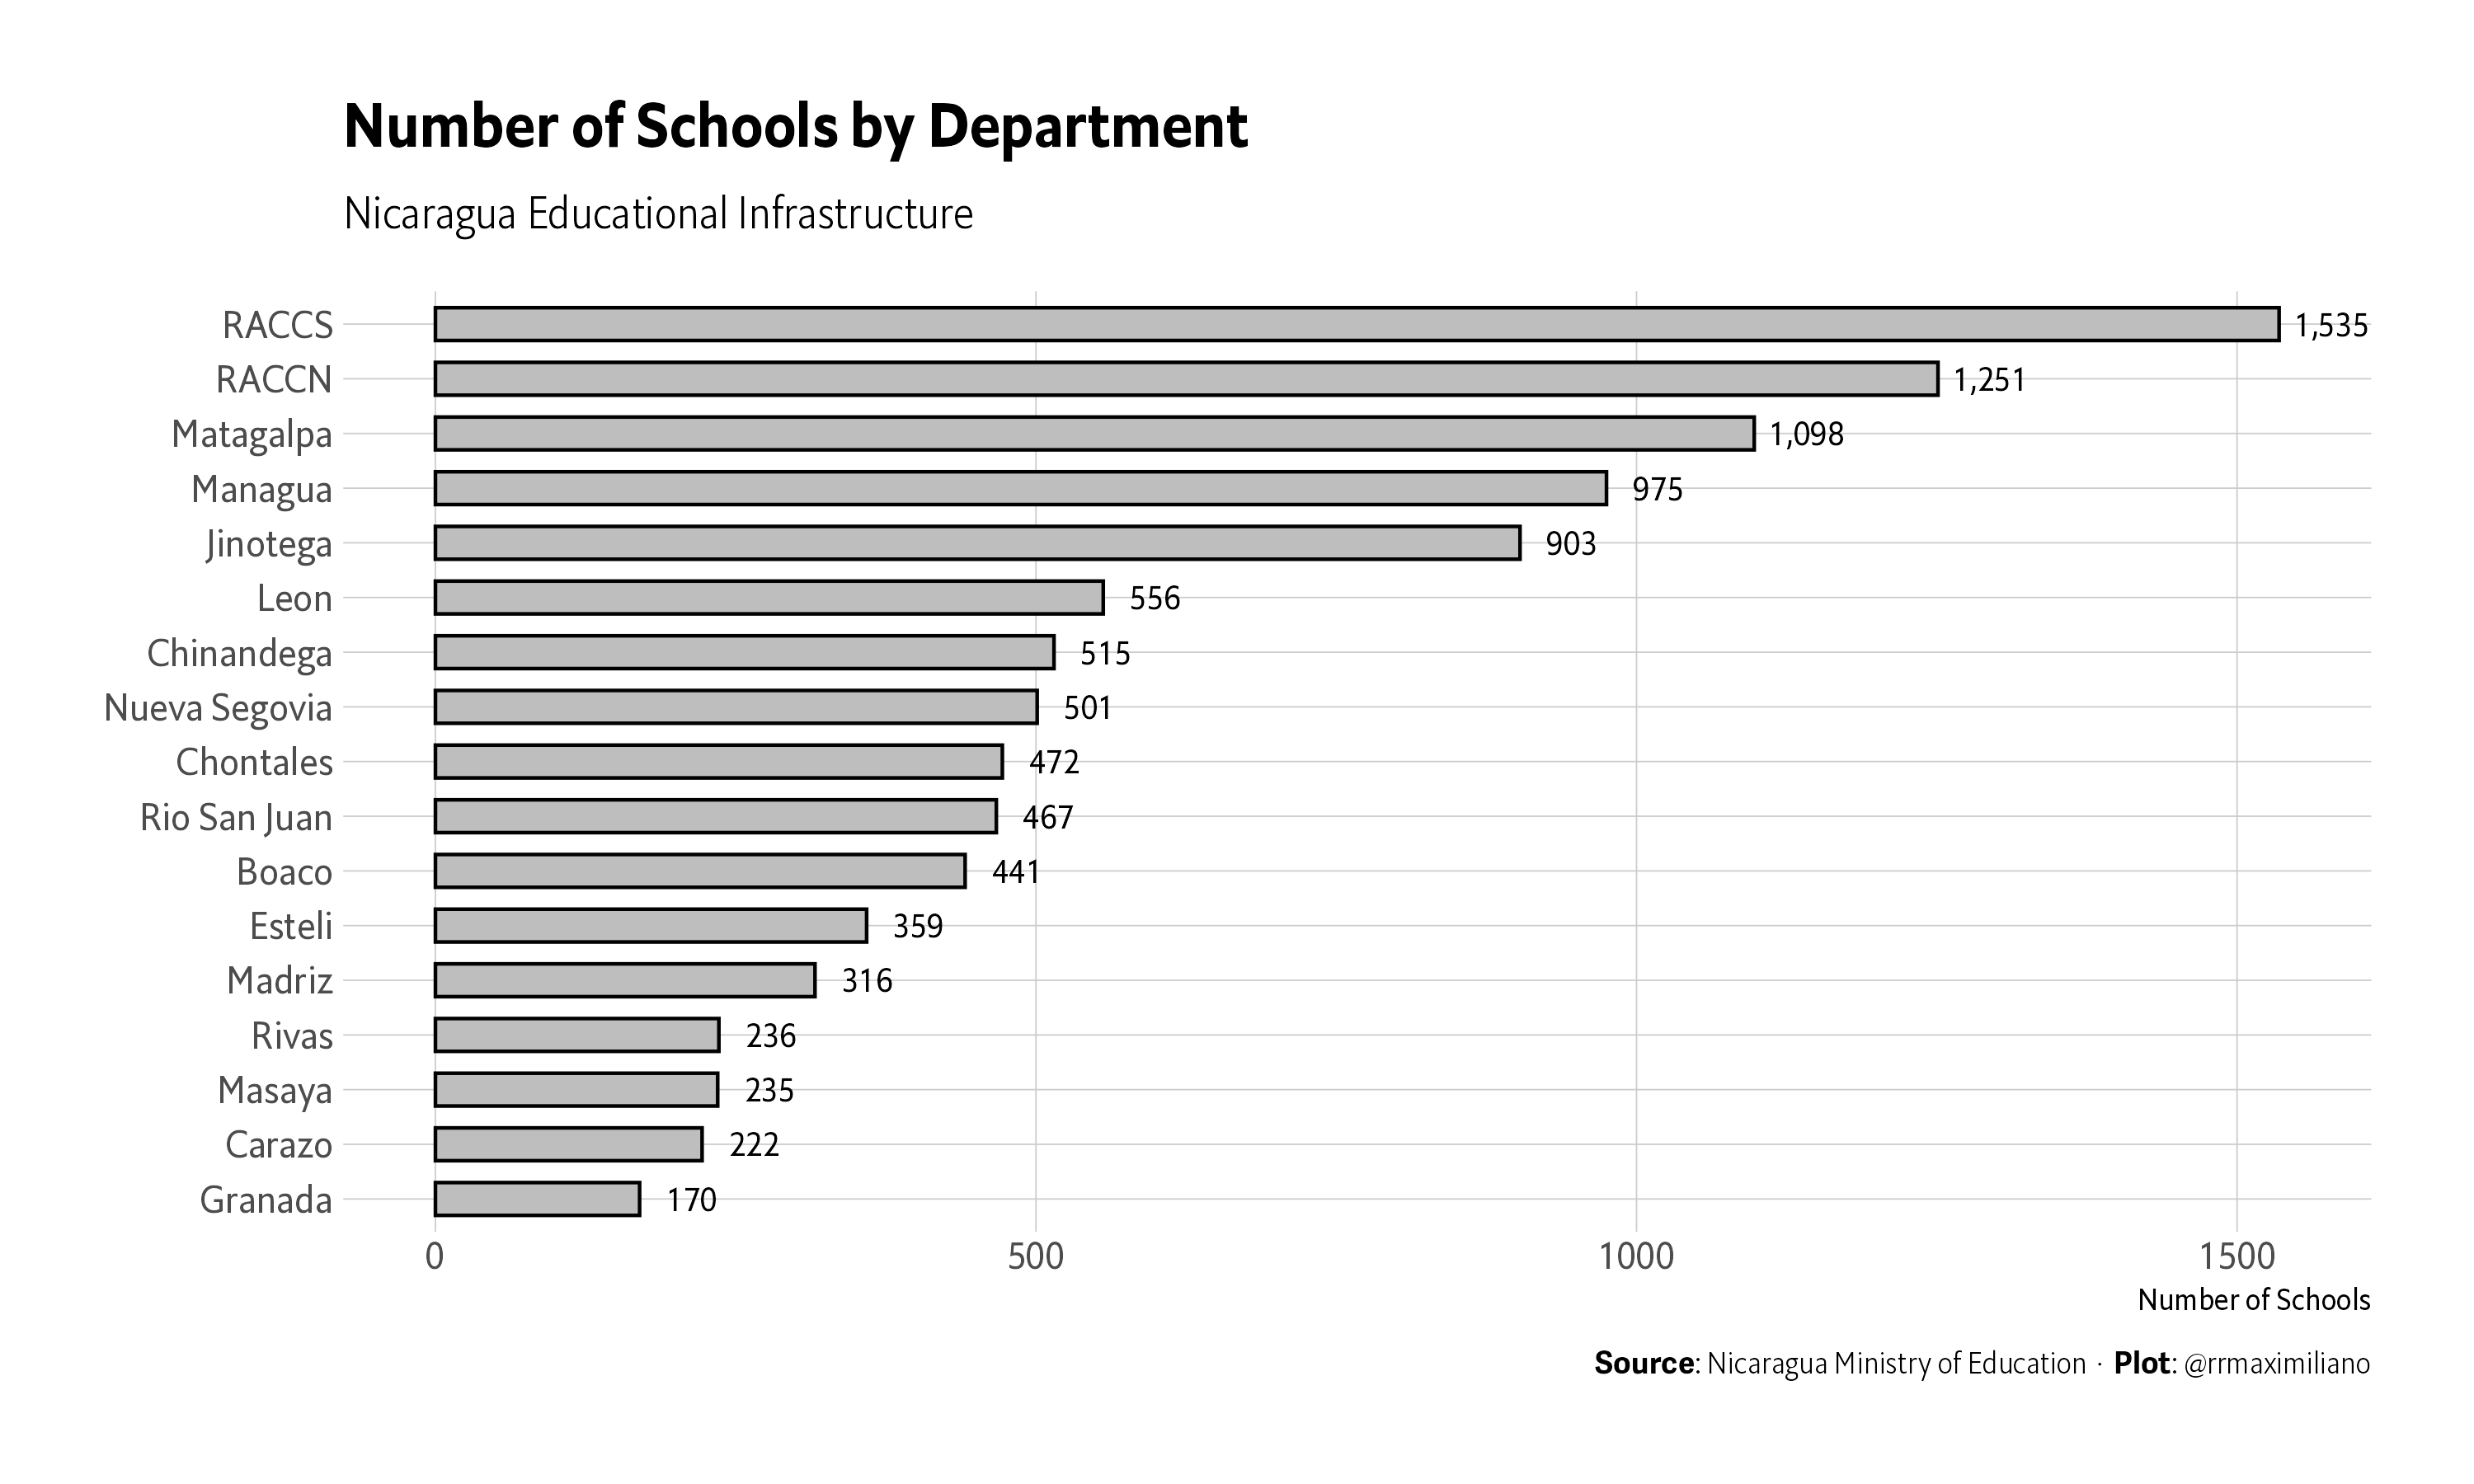 Number of Schools by Department
Nicaragua Educational Infrastructure
RACCS 1,535
RACCN 1,251
Matagalpa 1,098
Managua 975
Jinotega 903
Leon 556
Chinandega 515
Nueva Segovia 501
Chontales 472
Rio San Juan 467
Boaco 441
Esteli 359
Madriz 316
Rivas 236
Masaya 235
Carazo 222
Granada 170
0 500 1000 1500
Number of Schools
Source: Nicaragua Ministry of Education · Plot: @rrmaximiliano